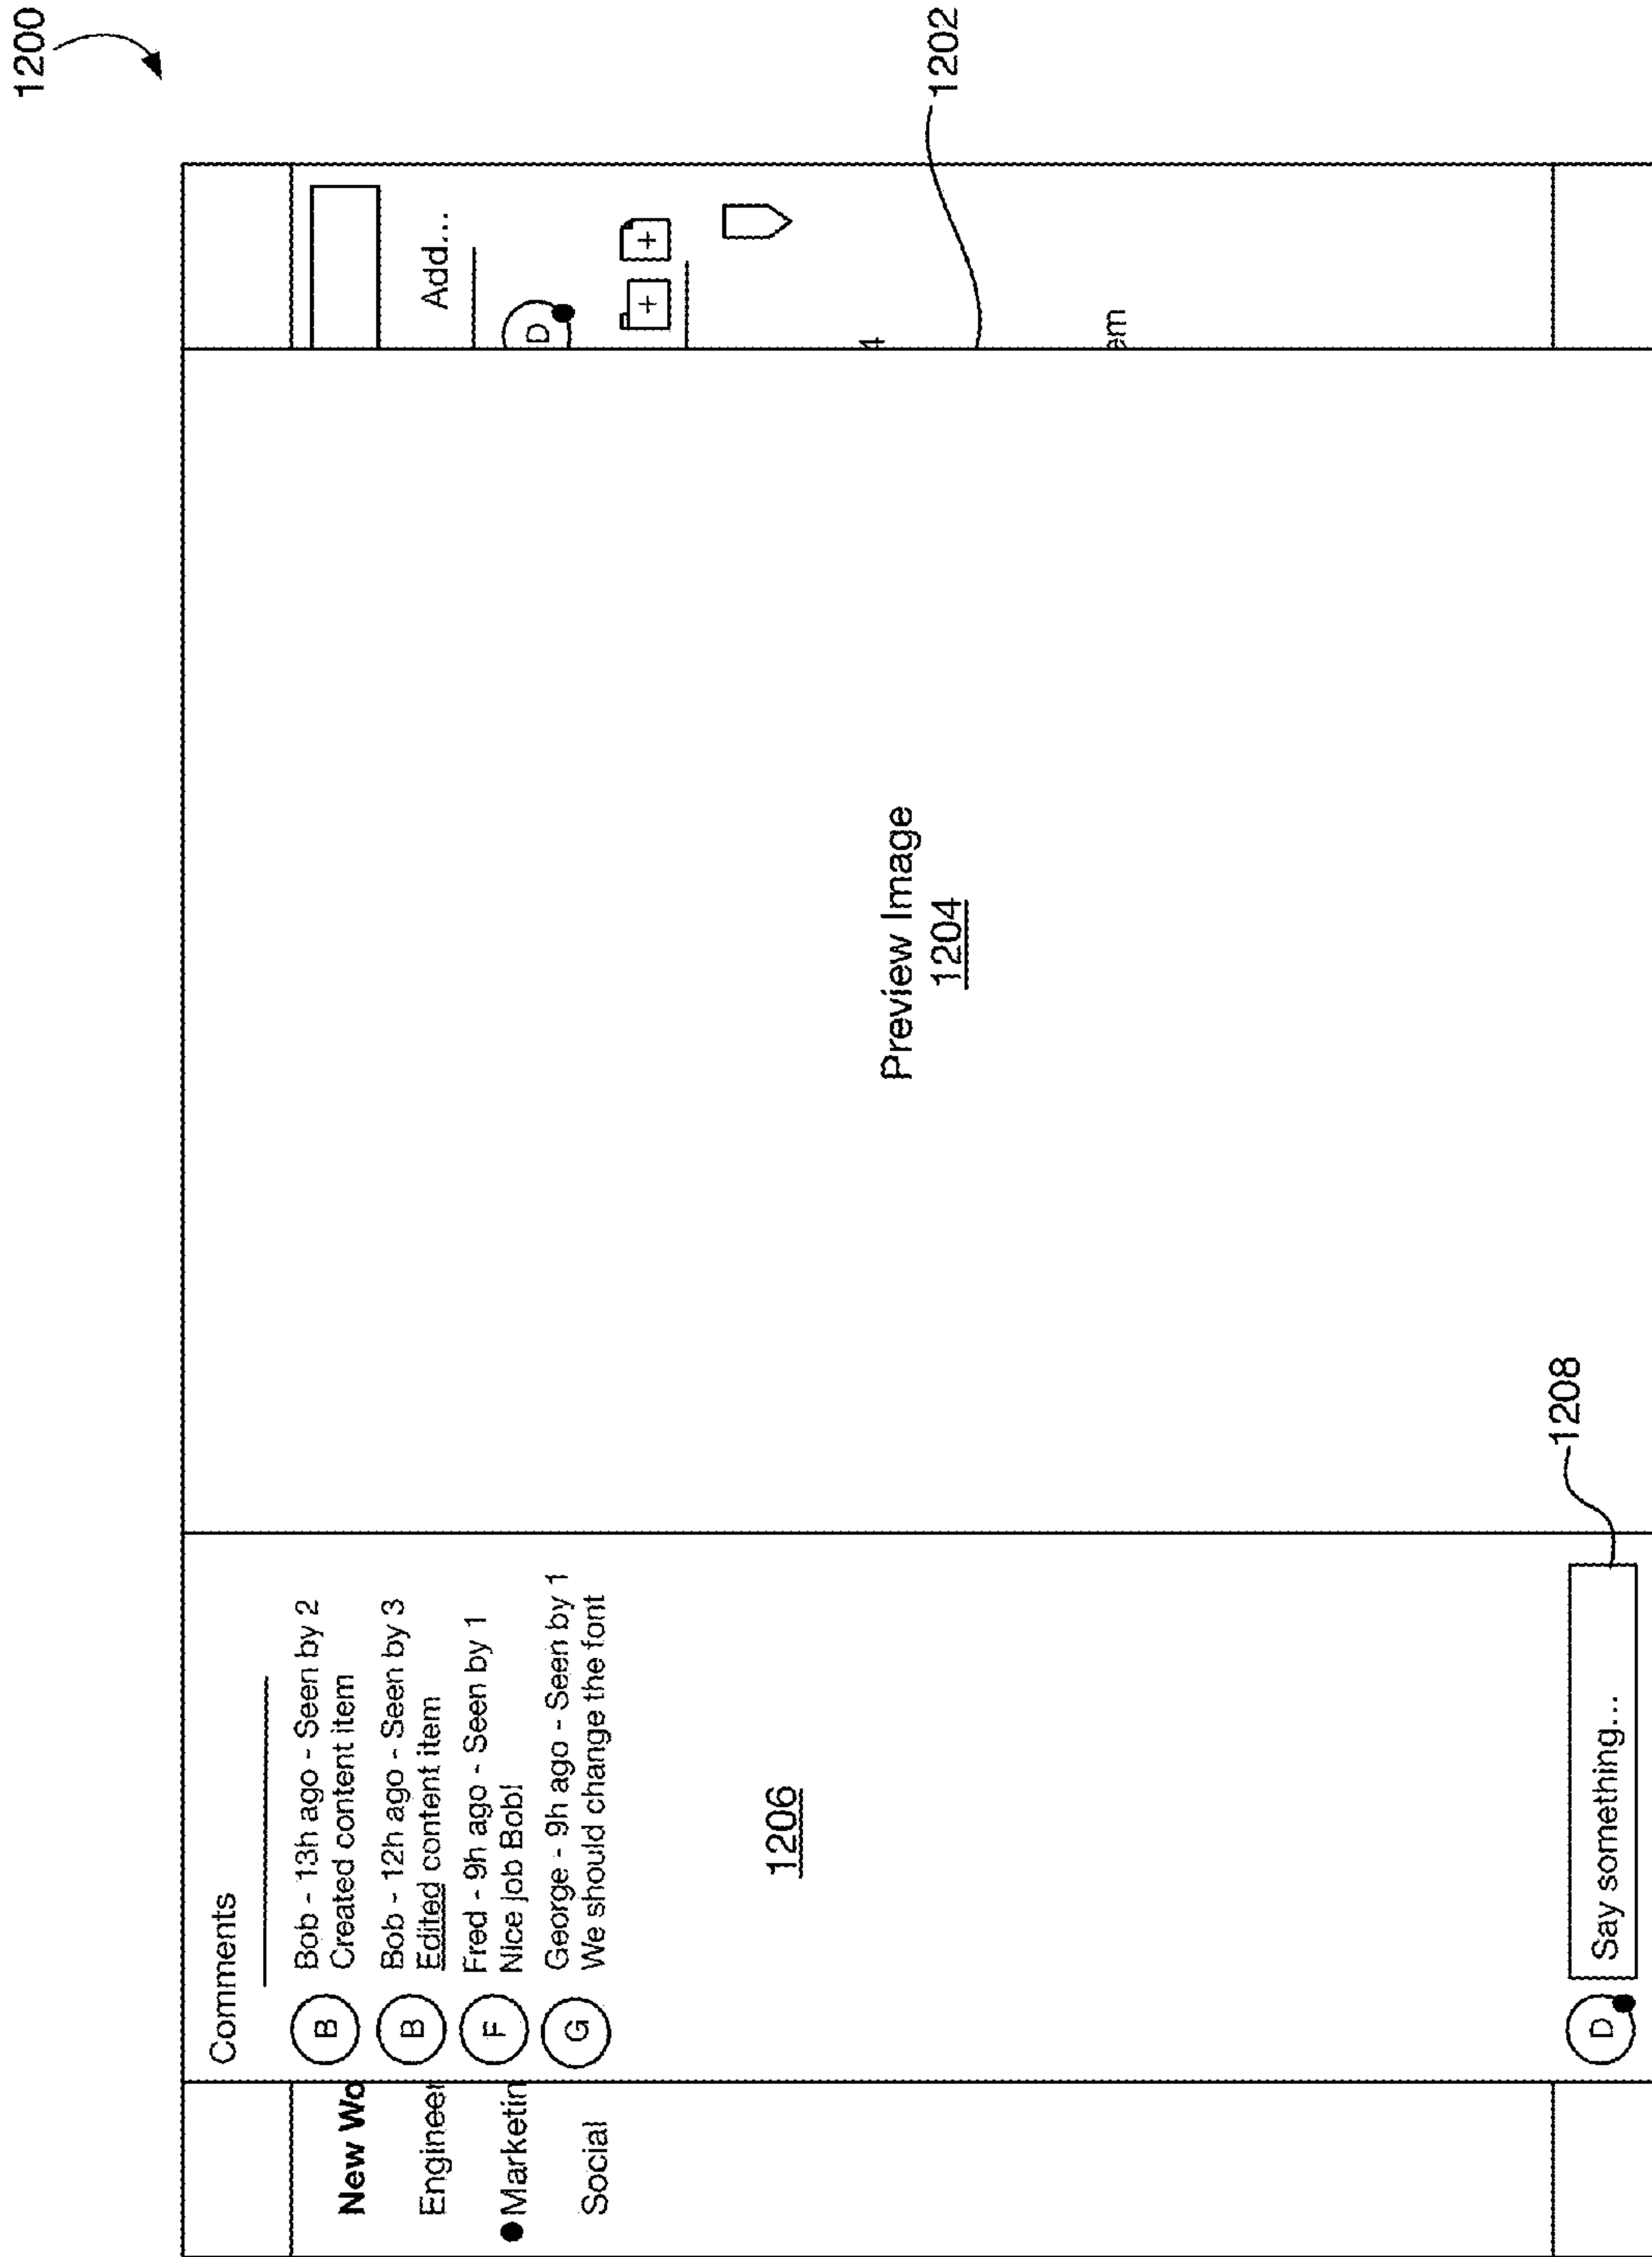 1200
New Wo
Engineer
Marketin
Social
Comments
B
Bob - 13h ago - Seen by 2
Created content item
B
Bob - 12h ago - Seen by 3
Edited content item
F
Fred - 9h ago - Seen by 1
Nice job Bob!
G
George - 9h ago - Seen by 1
We should change the font
1206
D
Say something...
1208
Preview Image
1204
Add...
D
+
+
4
em
1202